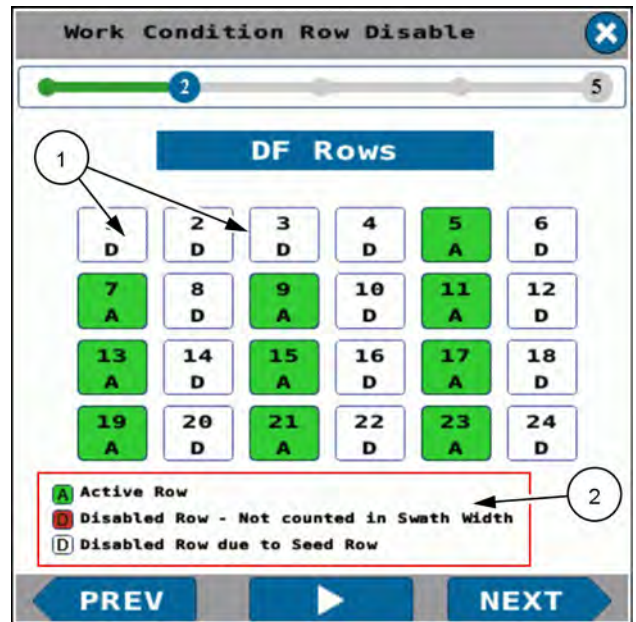 Work Condition Row Disable
2 5
DF Rows
1
2 3 4 5 6
D D D D A D
7 8 9 10 11 12
A D A D A D
13 14 15 16 17 18
A D A D A D
19 20 21 22 23 24
A D A D A D
A Active Row
D Disabled Row - Not counted in Swath Width
D Disabled Row due to Seed Row
2
PREV NEXT